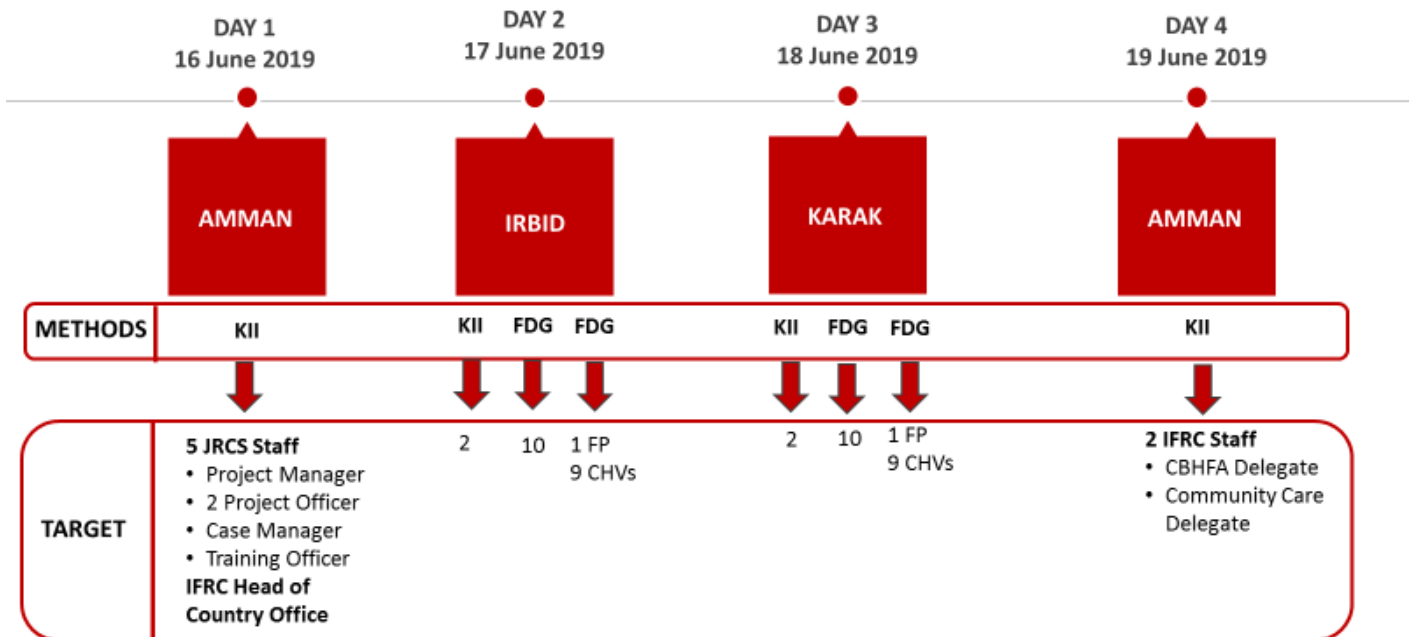 DAY 1
16 June 2019
DAY 2
17 June 2019
DAY 3
18 June 2019
DAY 4
19 June 2019
AMMAN
IRBID
KARAK
AMMAN
METHODS
KII
KII FDG FDG
KII FDG FDG
KII
TARGET
5 JRCS Staff
• Project Manager
• 2 Project Officer
• Case Manager
• Training Officer
IFRC Head of
Country Office
2
10
1 FP
9 CHVs
2
10
1 FP
9 CHVs
2 IFRC Staff
• CBHFA Delegate
• Community Care
Delegate